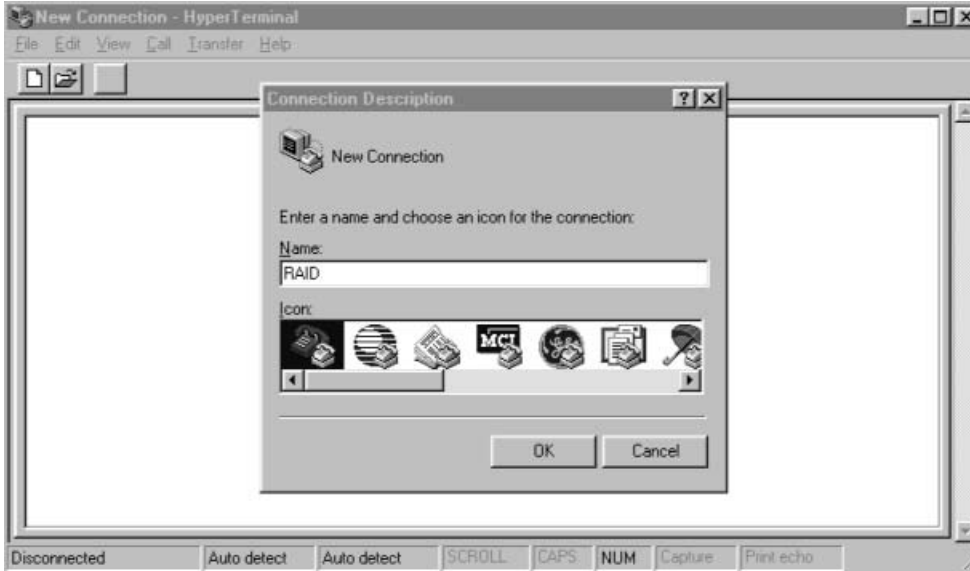 New Connection - HyperTerminal
File Edit View Call Transfer Help
Connection Description
New Connection
Enter a name and choose an icon for the connection:
Name:
RAID
Icon:
MCI
OK Cancel
Disconnected Auto detect Auto detect SCROLL CAPS NUM Capture Print echo